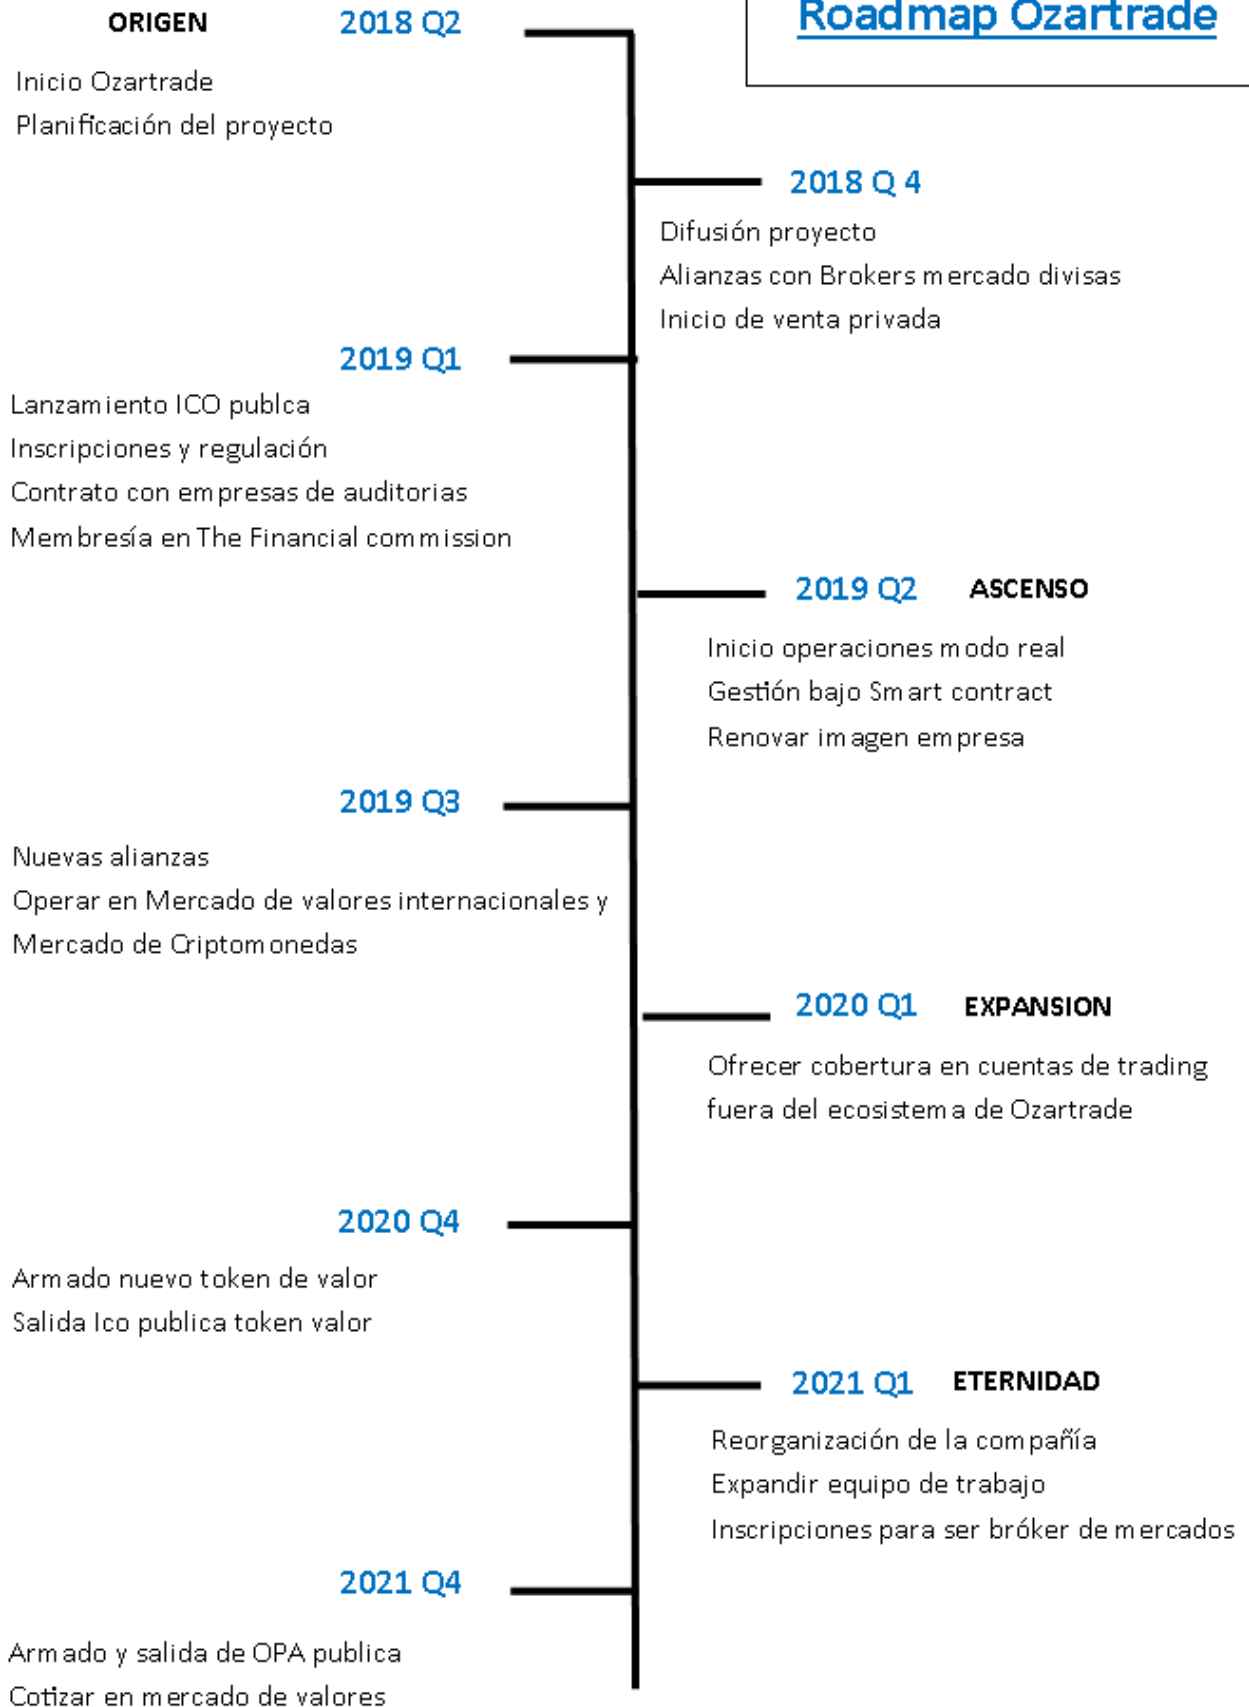 Roadmap Ozartrade
ORIGEN 2018 Q2
Inicio Ozartrade
Planificación del proyecto
2018 Q 4
Difusión proyecto
Alianzas con Brokers mercado divisas
Inicio de venta privada
2019 Q1
Lanzamiento ICO publca
Inscripciones y regulación
Contrato con empresas de auditorias
Membresía en The Financial commission
2019 Q2 ASCENSO
Inicio operaciones modo real
Gestión bajo Smart contract
Renovar imagen empresa
2019 Q3
Nuevas alianzas
Operar en Mercado de valores internacionales y
Mercado de Criptomonedas
2020 Q1 EXPANSION
Ofrecer cobertura en cuentas de trading
fuera del ecosistema de Ozartrade
2020 Q4
Armado nuevo token de valor
Salida Ico publica token valor
2021 Q1 ETERNIDAD
Reorganización de la compañía
Expandir equipo de trabajo
Inscripciones para ser bróker de mercados
2021 Q4
Armado y salida de OPA publica
Cotizar en mercado de valores